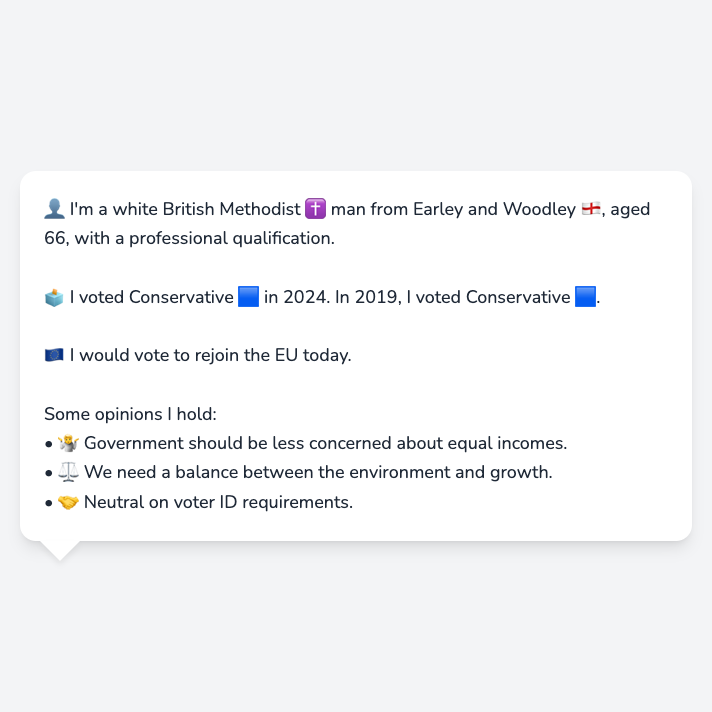 👤 I'm a white British Methodist ✝️ man from Earley and Woodley 🏴󠁧󠁢󠁥󠁮󠁧󠁿, aged
66, with a professional qualification.
🗳️ I voted Conservative 🟦 in 2024. In 2019, I voted Conservative 🟦.
🇪🇺 I would vote to rejoin the EU today.
Some opinions I hold:
• 🤷 Government should be less concerned about equal incomes.
• ⚖️ We need a balance between the environment and growth.
• 🤝 Neutral on voter ID requirements.